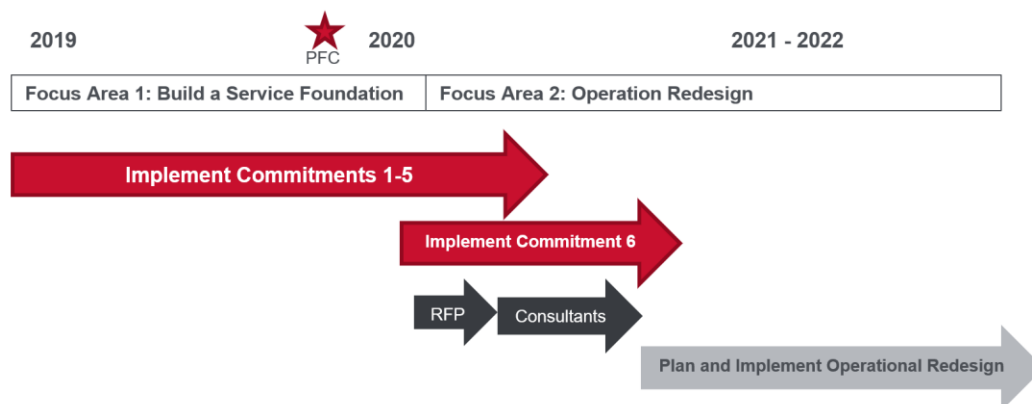 2019
PFC
2020
2021 - 2022
Focus Area 1: Build a Service Foundation
Focus Area 2: Operation Redesign
Implement Commitments 1-5
Implement Commitment 6
RFP
Consultants
Plan and Implement Operational Redesign